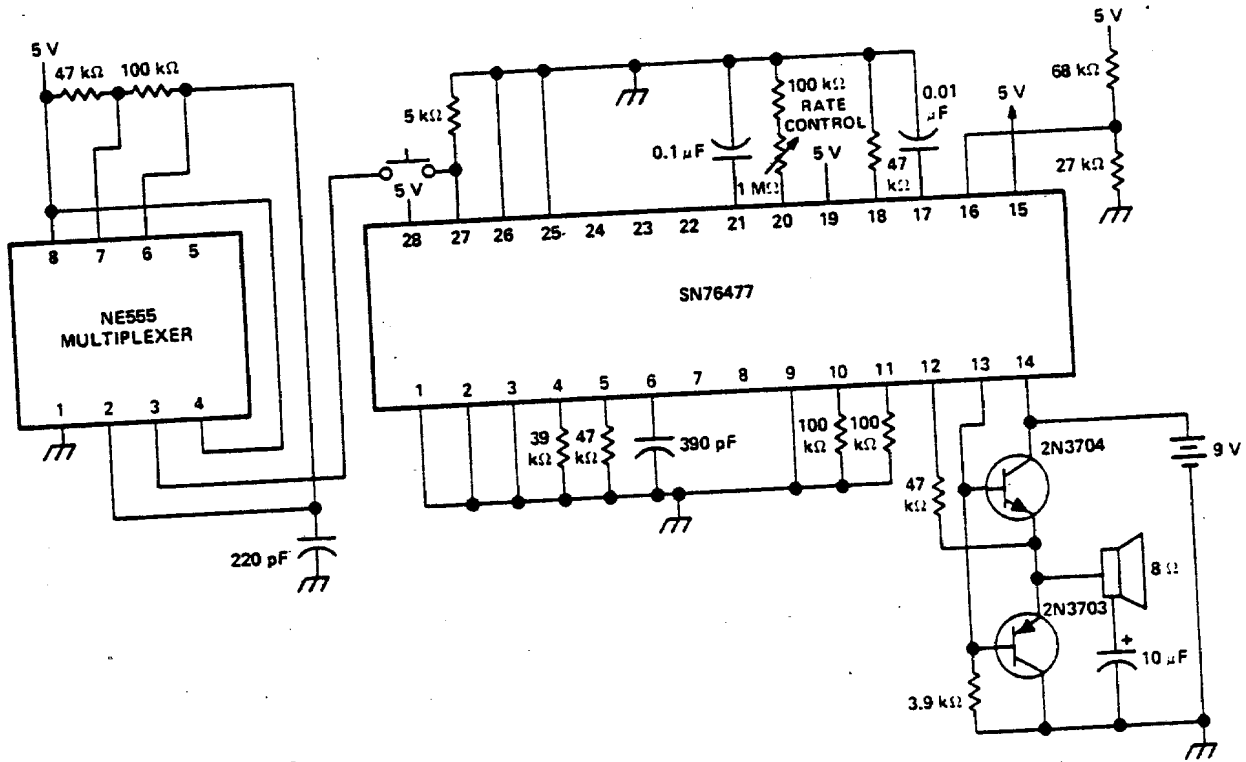 5 V
47 kΩ 100 kΩ
8 7 6 5
NE555
MULTIPLEXER
1 2 3 4
220 pF
5 kΩ
5 V
0.1 μF
100 kΩ
RATE
CONTROL
1 MΩ
5 V
47
kΩ
0.01
μF
5 V
5 V
68 kΩ
27 kΩ
28 27 26 25 24 23 22 21 20 19 18 17 16 15
SN76477
1 2 3 4 5 6 7 8 9 10 11 12 13 14
39
kΩ
47
kΩ
390 pF
100
kΩ
100
kΩ
47
kΩ
2N3704
9 V
8 Ω
2N3703
+
10 μF
3.9 kΩ